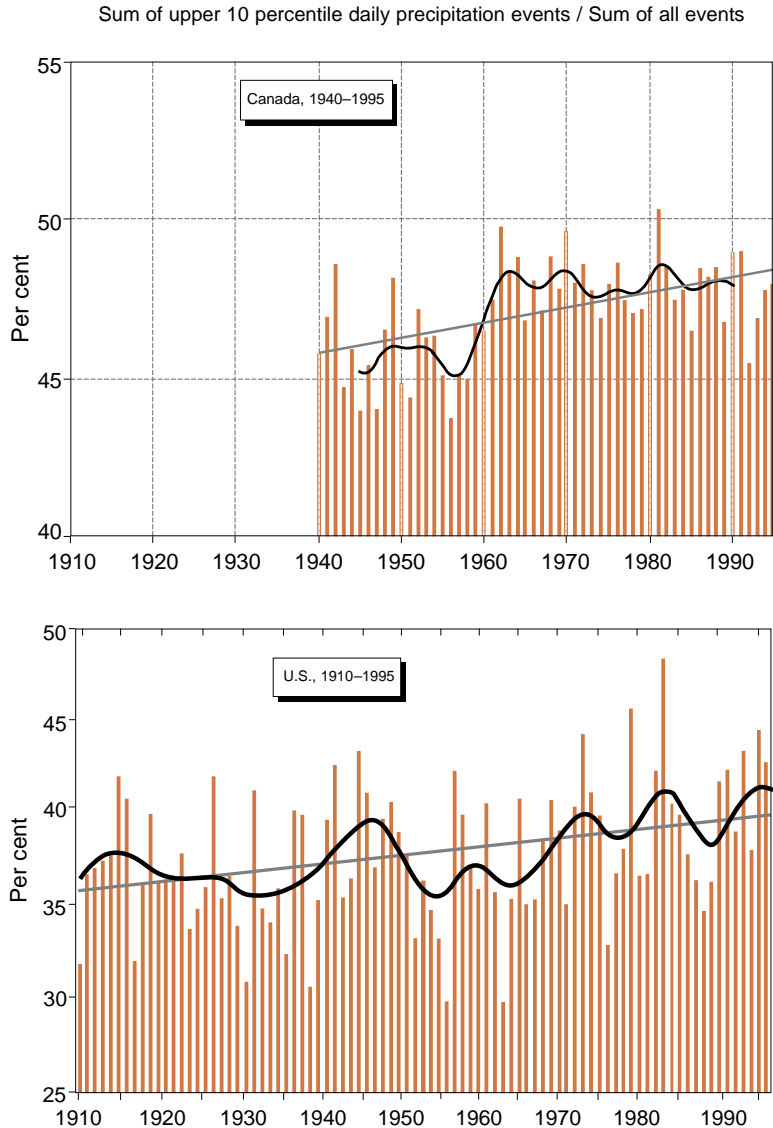 Sum of upper 10 percentile daily precipitation events / Sum of all events
55
Canada, 1940–1995
50
Per cent
45
40
1910 1920 1930 1940 1950 1960 1970 1980 1990
50
U.S., 1910–1995
45
40
Per cent
35
30
25
1910 1920 1930 1940 1950 1960 1970 1980 1990